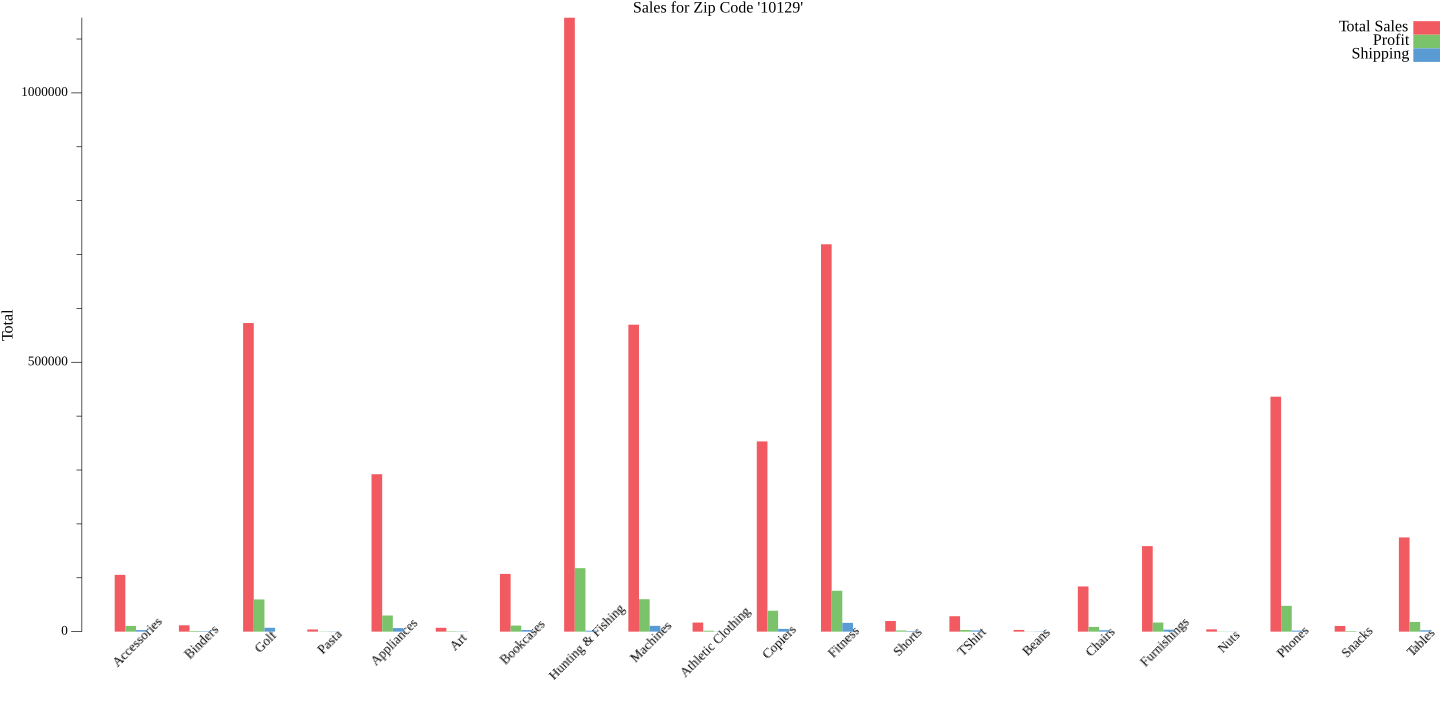 Sales for Zip Code '10129'
Total Sales
Profit
Shipping
Total
1000000
500000
0
Accessories
Binders
Golf
Pasta
Appliances
Art
Bookcases
Hunting & Fishing
Machines
Athletic Clothing
Copiers
Fitness
Shorts
TShirt
Beans
Chairs
Furnishings
Nuts
Phones
Snacks
Tables